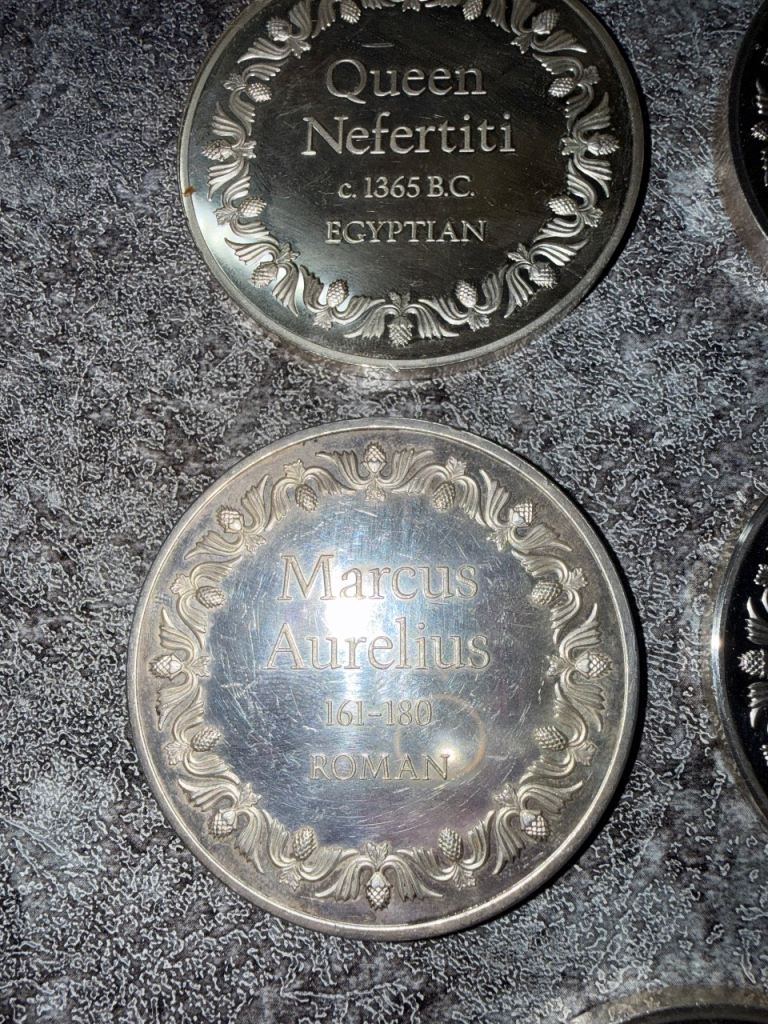 Queen
Nefertiti
c. 1365 B.C.
EGYPTIAN
Marcus
Aurelius
161-180
ROMAN